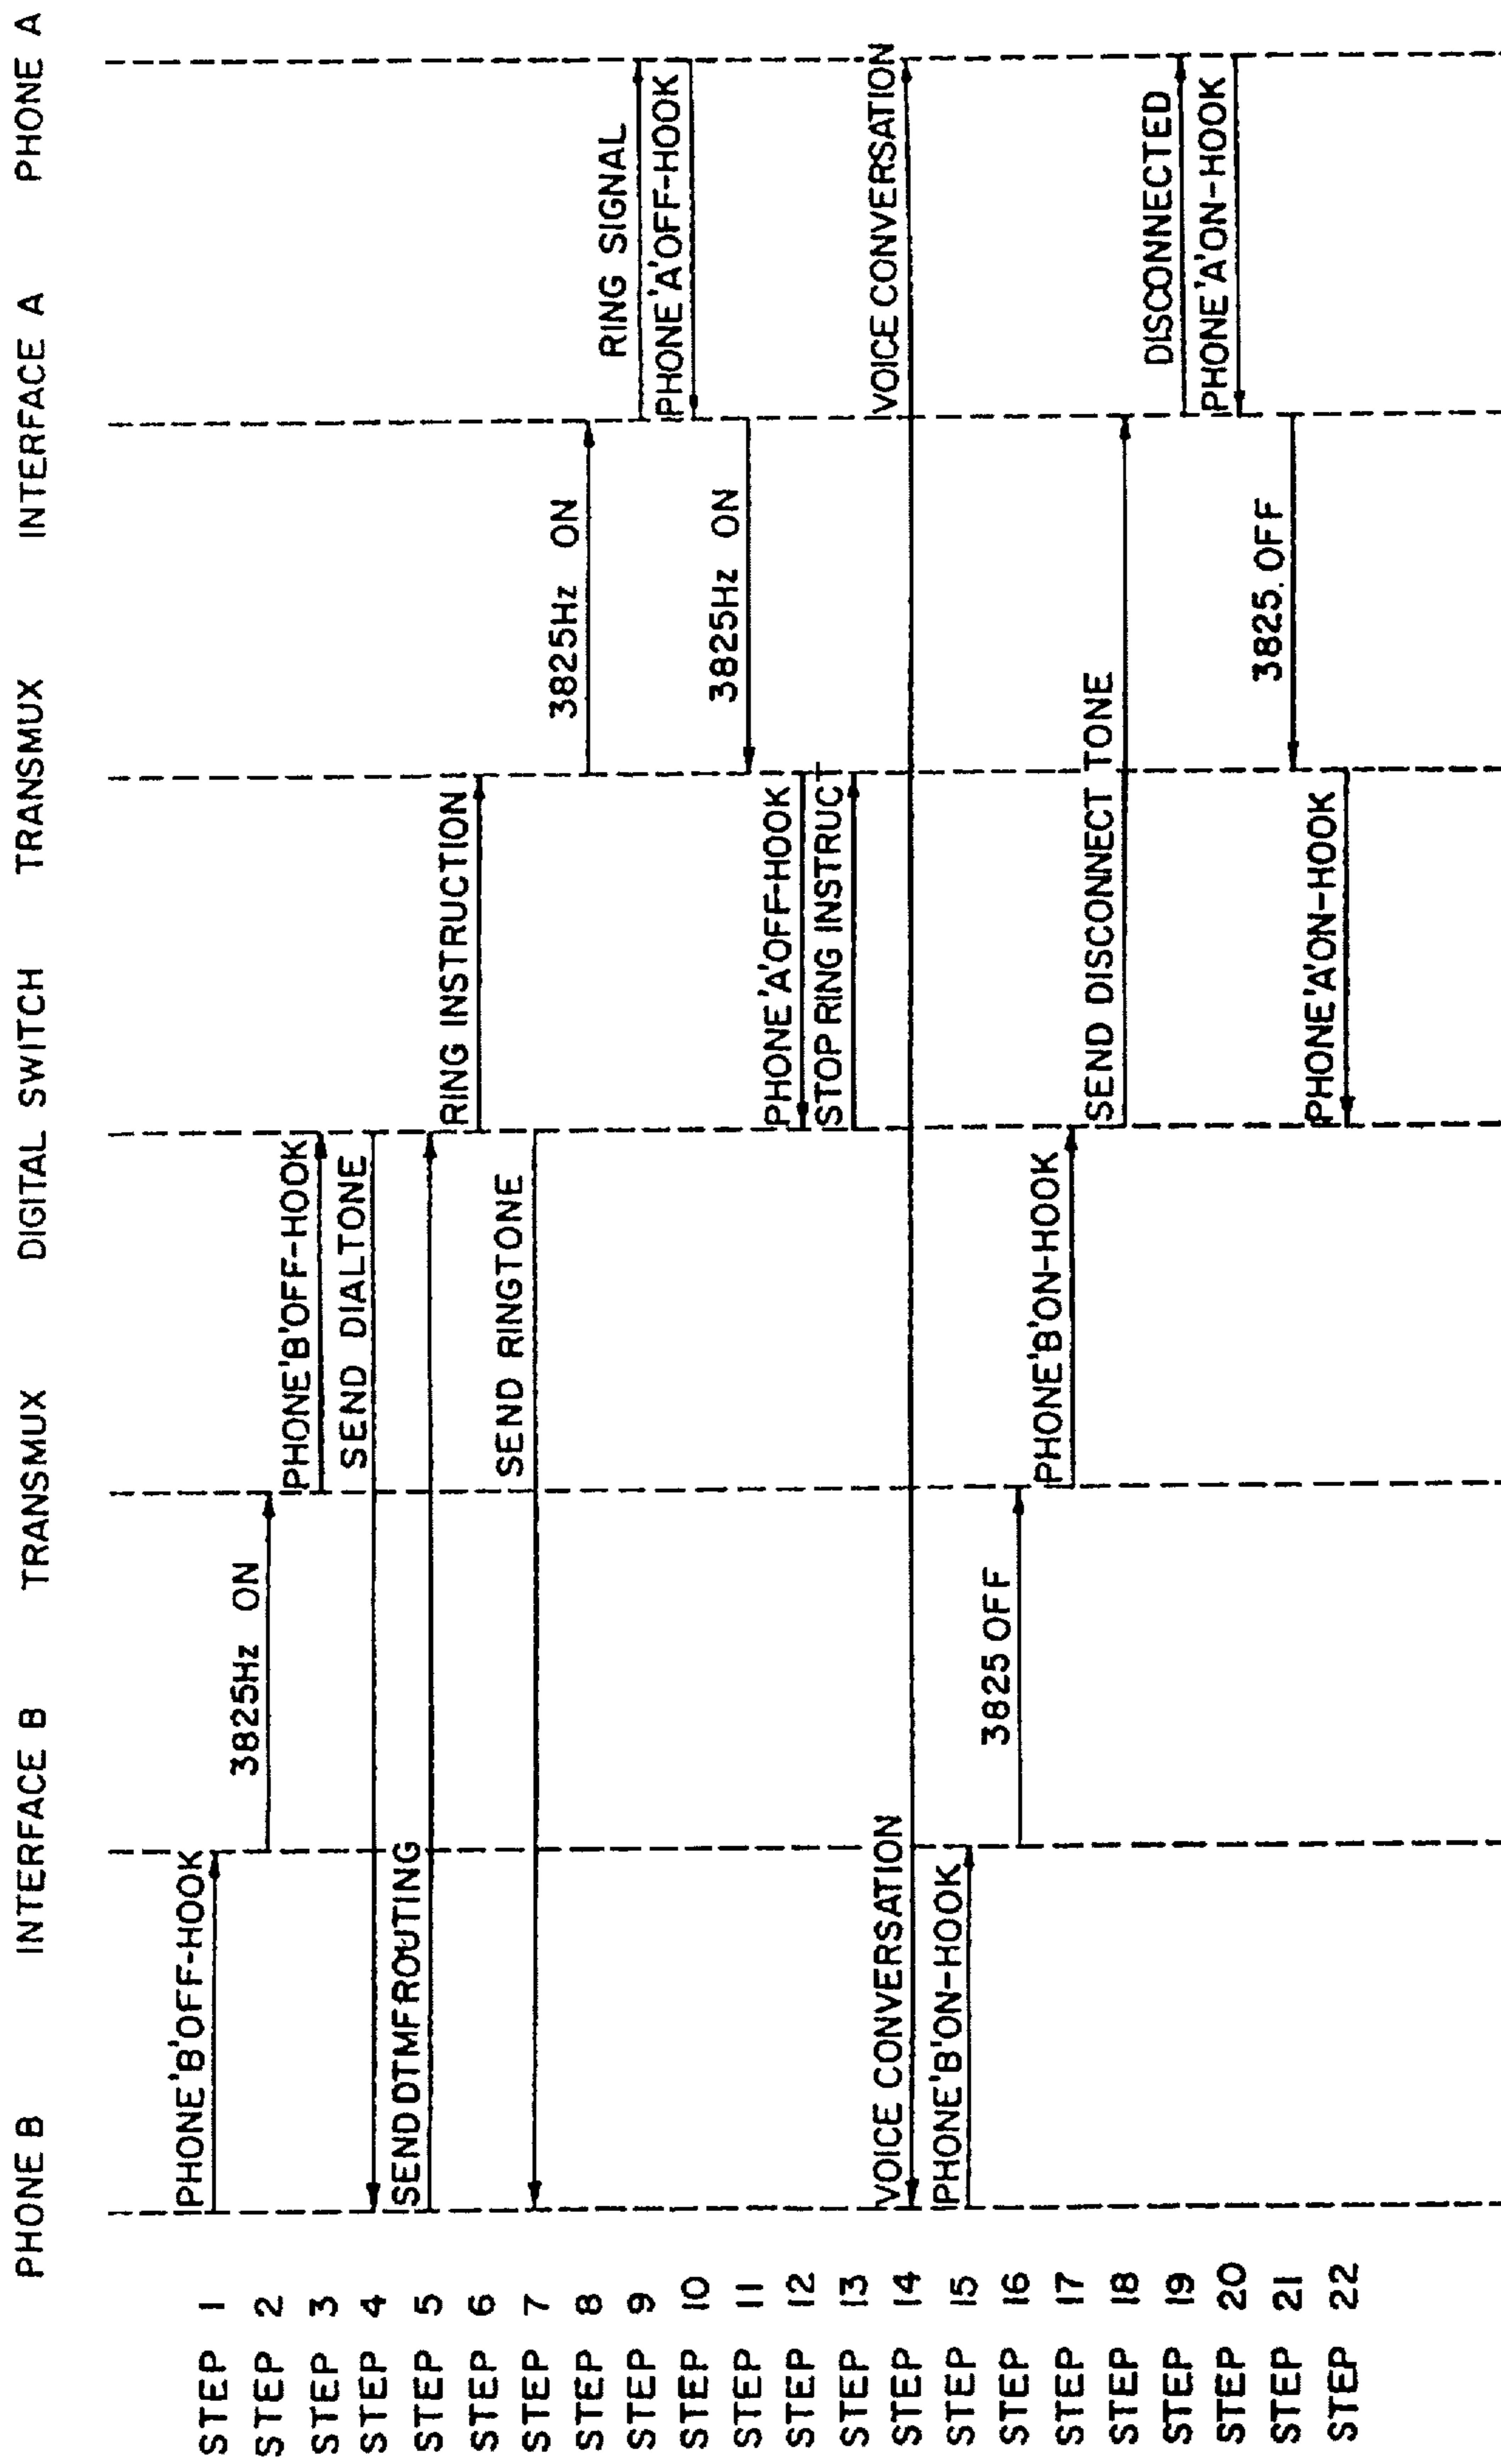 PHONE B
INTERFACE B
TRANSMUX
DIGITAL SWITCH
TRANSMUX
INTERFACE A
PHONE A
STEP 1
PHONE'B'OFF-HOOK
STEP 2
3825Hz ON
STEP 3
PHONE'B'OFF-HOOK
STEP 4
SEND DIALTONE
STEP 5
SEND DTMF ROUTING
STEP 6
RING INSTRUCTION
STEP 7
SEND RINGTONE
STEP 8
3825Hz ON
STEP 9
RING SIGNAL
STEP 10
PHONE'A'OFF-HOOK
STEP 11
3825Hz ON
STEP 12
PHONE'A'OFF-HOOK
STEP 13
STOP RING INSTRUCT
STEP 14
VOICE CONVERSATION
VOICE CONVERSATION
STEP 15
PHONE'B'ON-HOOK
STEP 16
3825 OFF
STEP 17
PHONE'B'ON-HOOK
STEP 18
SEND DISCONNECT TONE
STEP 19
DISCONNECTED
STEP 20
PHONE'A'ON-HOOK
STEP 21
3825. OFF
STEP 22
PHONE'A'ON-HOOK